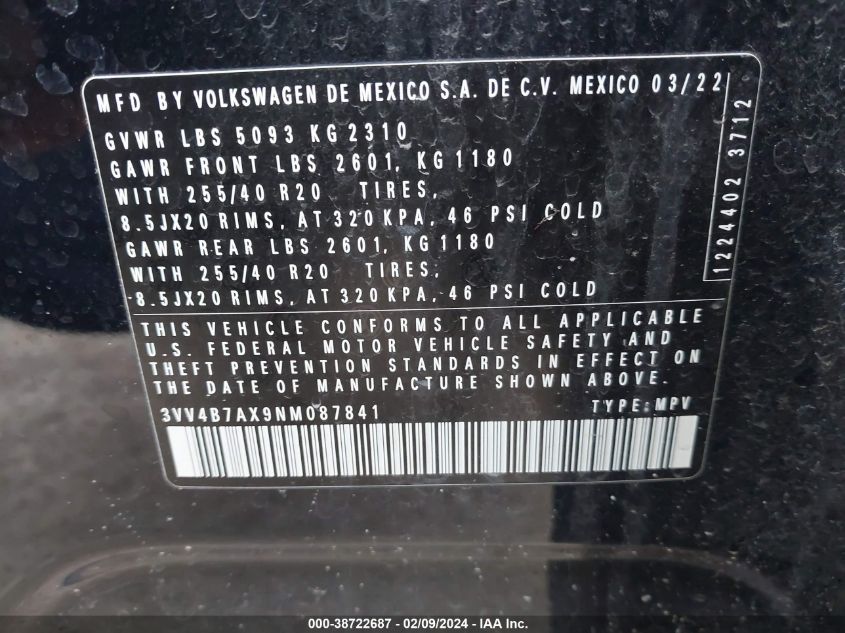 MFD BY VOLKSWAGEN DE MEXICO S.A. DE C.V. MEXICO 03/22
GVWR LBS 5093 KG 2310
GAWR FRONT LBS 2601, KG 1180
WITH 255/40 R20 TIRES,
8.5JX20 RIMS, AT 320 KPA, 46 PSI COLD
GAWR REAR LBS 2601, KG 1180
WITH 255/40 R20 TIRES,
8.5JX20 RIMS, AT 320 KPA, 46 PSI COLD
1224402 3712
THIS VEHICLE CONFORMS TO ALL APPLICABLE
U.S. FEDERAL MOTOR VEHICLE SAFETY AND
THEFT PREVENTION STANDARDS IN EFFECT ON
THE DATE OF MANUFACTURE SHOWN ABOVE.
3VV4B7AX9NM087841 TYPE: MPV
000-38722687 - 02/09/2024 - IAA Inc.